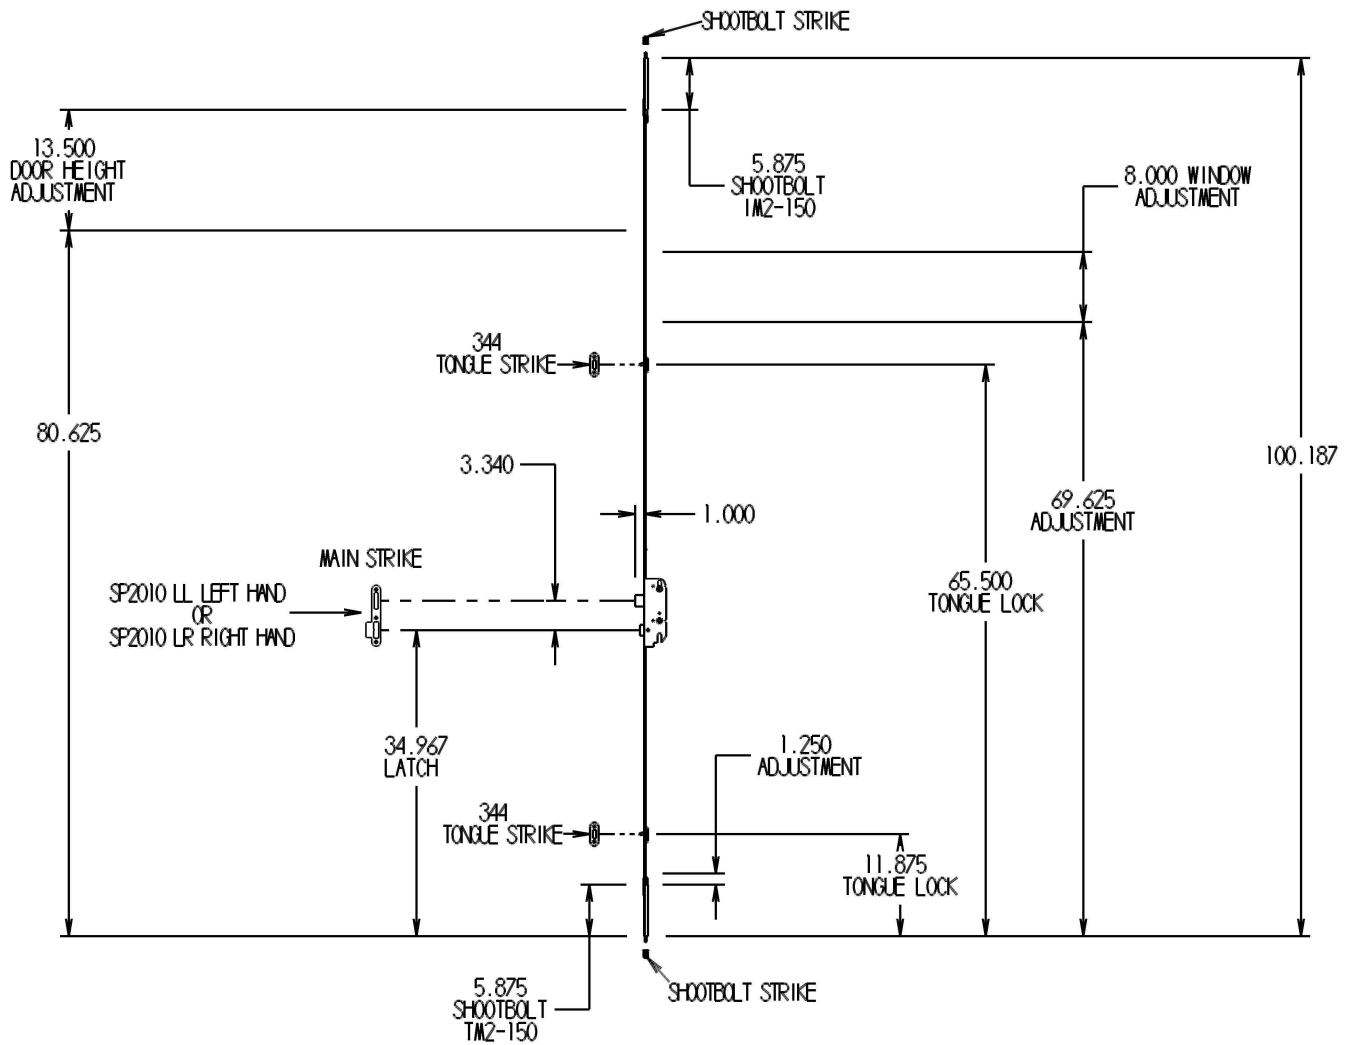 SHOOTBOLT STRIKE
13.500
DOOR HEIGHT
ADJUSTMENT
5.875
SHOOTBOLT
TM2-150
8.000 WINDOW
ADJUSTMENT
344
TONGUE STRIKE
80.625
3.340
100.187
69.625
ADJUSTMENT
1.000
MAIN STRIKE
SP2010 LL LEFT HAND
OR
SP2010 LR RIGHT HAND
65.500
TONGUE LOCK
34.967
LATCH
1.250
ADJUSTMENT
344
TONGUE STRIKE
11.875
TONGUE LOCK
5.875
SHOOTBOLT
TM2-150
SHOOTBOLT STRIKE